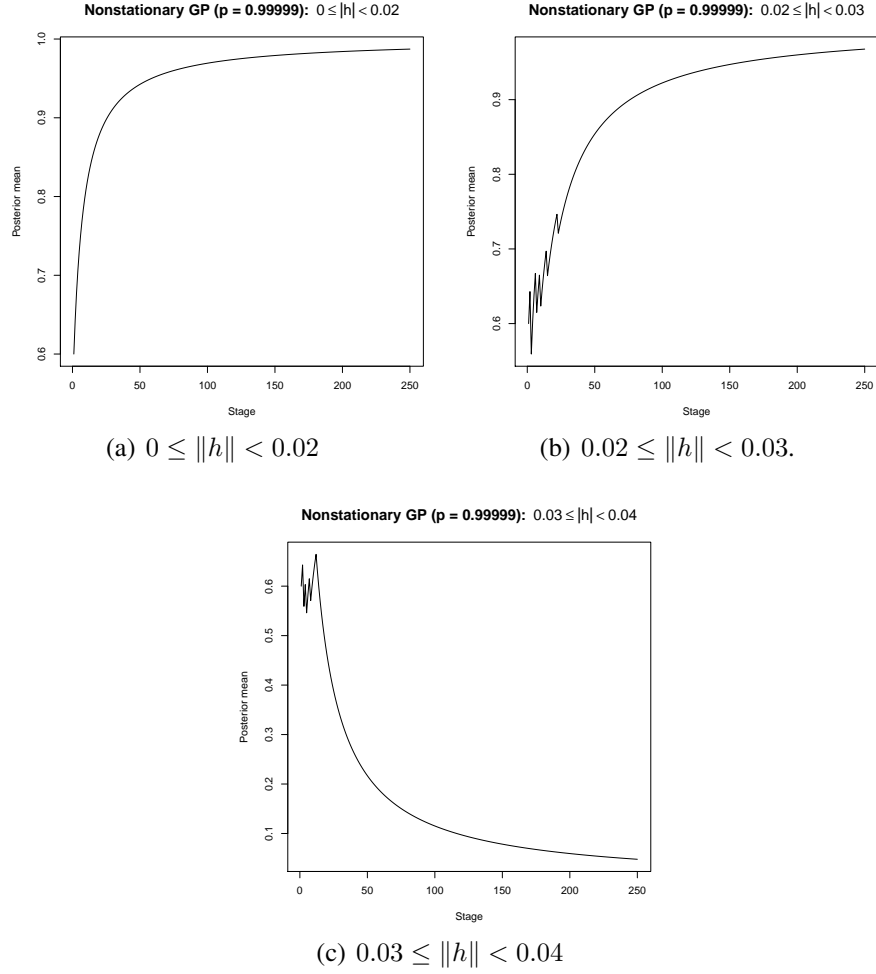 Nonstationary GP (p = 0.99999): 0 ≤ |h| < 0.02
Posterior mean
1.0
0.9
0.8
0.7
0.6
0 50 100 150 200 250
Stage
(a) 0 ≤ ‖h‖ < 0.02
Nonstationary GP (p = 0.99999): 0.02 ≤ |h| < 0.03
Posterior mean
0.9
0.8
0.7
0.6
0 50 100 150 200 250
Stage
(b) 0.02 ≤ ‖h‖ < 0.03.
Nonstationary GP (p = 0.99999): 0.03 ≤ |h| < 0.04
Posterior mean
0.6
0.5
0.4
0.3
0.2
0.1
0 50 100 150 200 250
Stage
(c) 0.03 ≤ ‖h‖ < 0.04